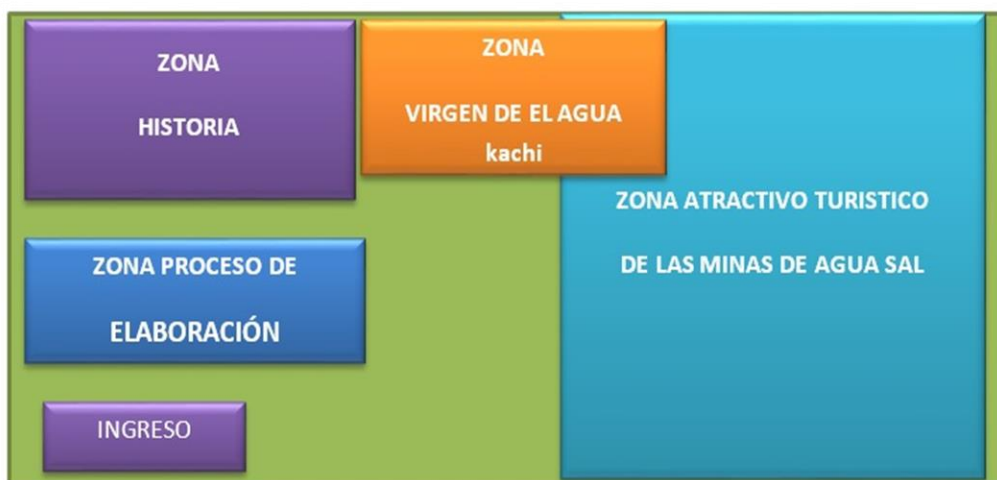 ZONA
HISTORIA
ZONA
VIRGEN DE EL AGUA
kachi
ZONA ATRACTIVO TURISTICO
DE LAS MINAS DE AGUA SAL
ZONA PROCESO DE
ELABORACIÓN
INGRESO